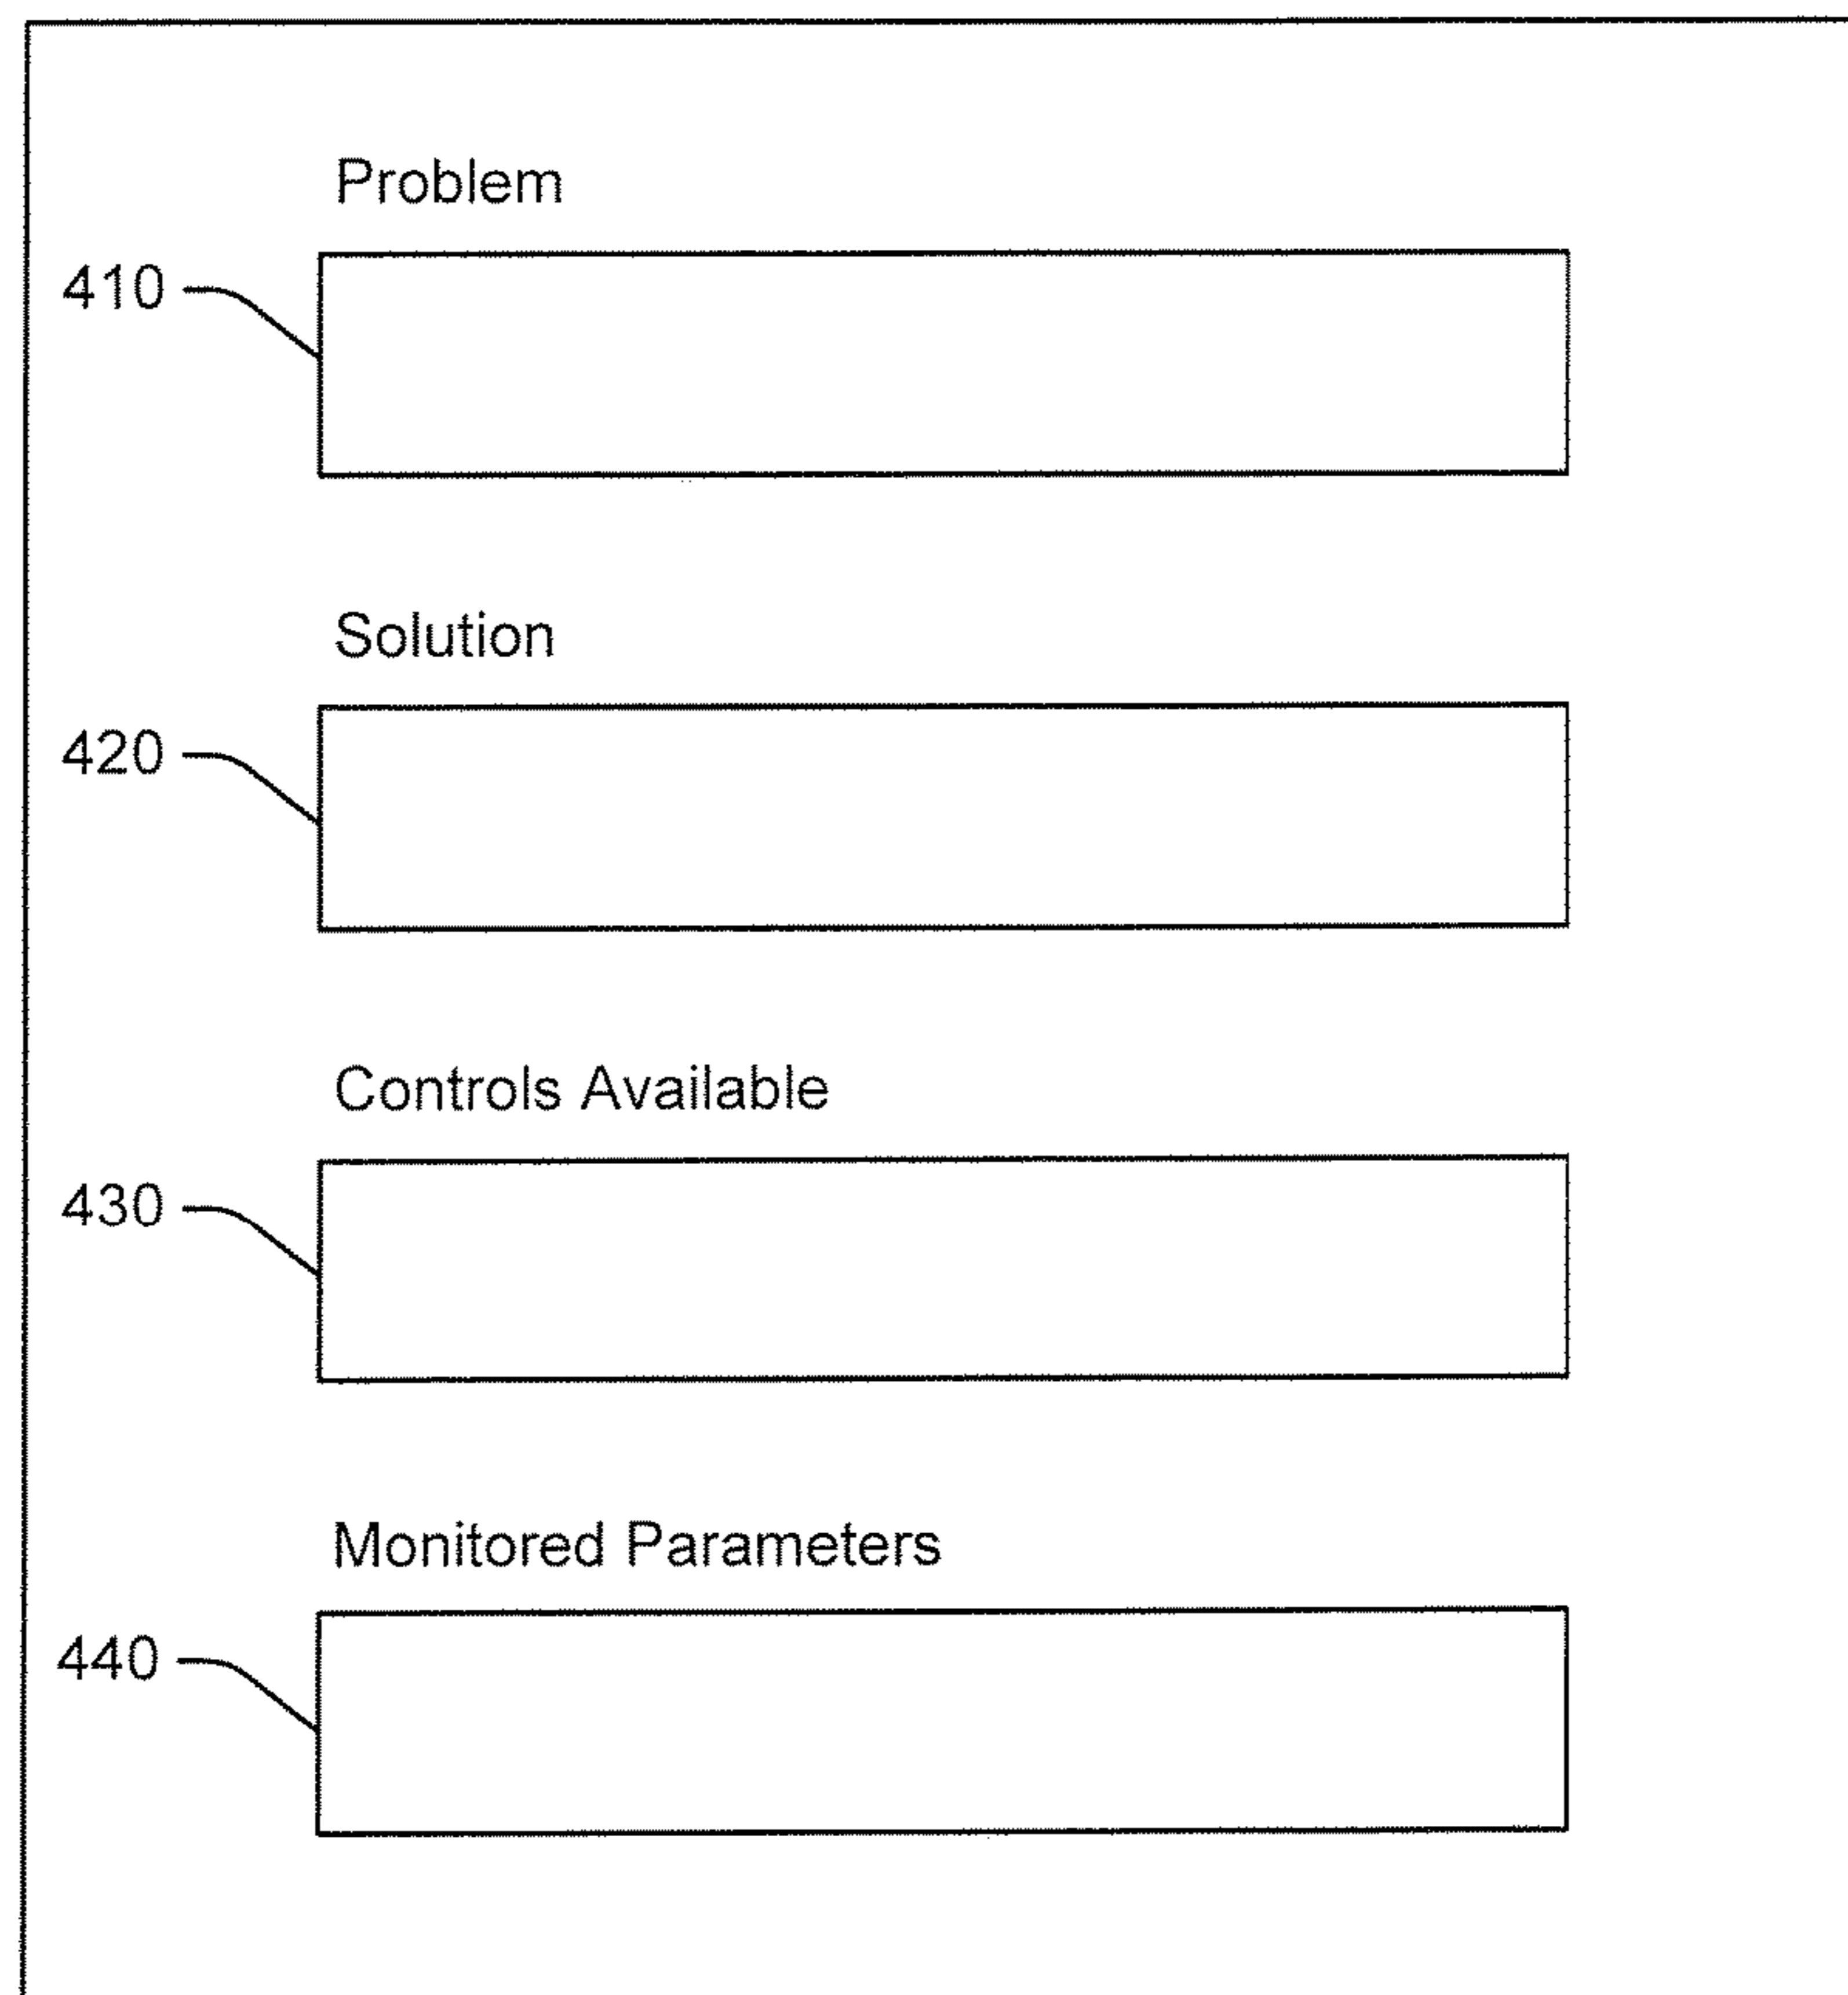 Problem
410
Solution
420
Controls Available
430
Monitored Parameters
440